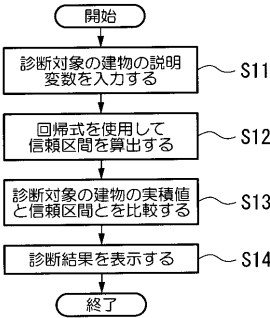 開始
診断対象の建物の説明
変数を入力する
S11
回帰式を使用して
信頼区間を算出する
S12
診断対象の建物の実積値
と信頼区間とを比較する
S13
診断結果を表示する
S14
終了